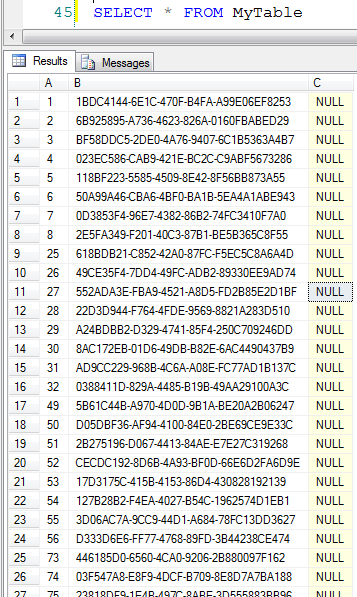 45 SELECT * FROM MyTable
Results Messages
A B C
1 1 1BDC4144-6E1C-470F-B4FA-A99E06EF8253 NULL
2 2 6B925895-A736-4623-826A-0160FBABED29 NULL
3 3 BF58DDC5-2DE0-4A76-9407-6C1B5363A4B7 NULL
4 4 023EC586-CAB9-421E-BC2C-C9ABF5673286 NULL
5 5 118BF223-5585-4509-8E42-8F56BB873A55 NULL
6 6 50A99A46-CBA6-4BF0-BA1B-5EA4A1ABE943 NULL
7 7 0D3853F4-96E7-4382-86B2-74FC3410F7A0 NULL
8 8 2E5FA349-F201-40C3-87B1-BE5B365C8F55 NULL
9 25 618BDB21-C852-42A0-87FC-F5EC5C8A6A4D NULL
10 26 49CE35F4-7DD4-49FC-ADB2-89330EE9AD74 NULL
11 27 552ADA3E-FBA9-4521-A8D5-FD2B85E2D1BF NULL
12 28 22D3D944-F764-4FDE-9569-8821A283D510 NULL
13 29 A24BDBB2-D329-4741-85F4-250C709246DD NULL
14 30 8AC172EB-01D6-49DB-B82E-6AC4490437B9 NULL
15 31 AD9CC229-968B-4C6A-A08E-FC77AD1B137C NULL
16 32 0388411D-829A-4485-B19B-49AA29100A3C NULL
17 49 5B61C44B-A970-4D0D-9B1A-BE20A2B06247 NULL
18 50 D05DBF36-AF94-4100-84E0-2BE69CE9E33C NULL
19 51 2B275196-D067-4413-84AE-E7E27C319268 NULL
20 52 CECDC192-8D6B-4A93-BF0D-66E6D2FA6D9E NULL
21 53 17D3175C-415B-4153-86D4-430828192139 NULL
22 54 127B28B2-F4EA-4027-B54C-1962574D1EB1 NULL
23 55 3D06AC7A-9CC9-44D1-A684-78FC13DD3627 NULL
24 56 D333D6E6-FF77-4768-89FD-3B44238CE474 NULL
25 73 446185D0-6560-4CA0-9206-2B880097F162 NULL
26 74 03F547A8-E8F9-4DCF-B709-8E8D7A7BA188 NULL
27 75 23818DF9-1F4B-497C-8ABF-3D555883BB96 NULL